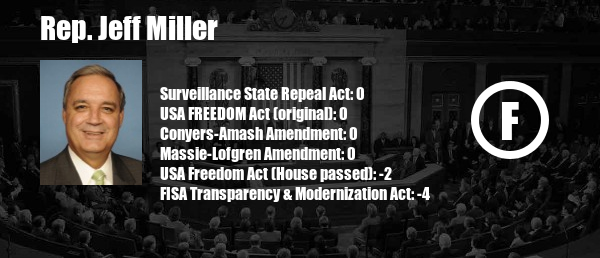 Rep. Jeff Miller
Surveillance State Repeal Act: 0
USA FREEDOM Act (original): 0
Conyers-Amash Amendment: 0
Massie-Lofgren Amendment: 0
USA Freedom Act (House passed): -2
FISA Transparency & Modernization Act: -4
F